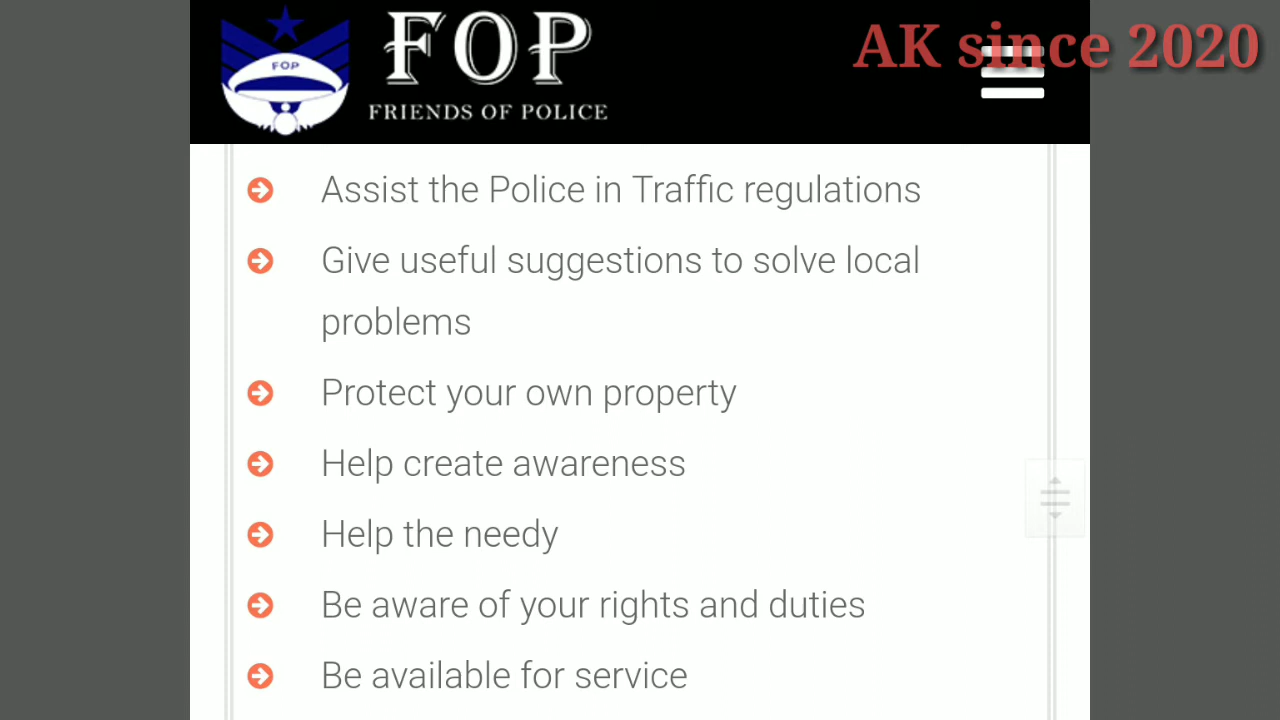 FOP
FOP
FRIENDS OF POLICE
AK since 2020
Assist the Police in Traffic regulations
Give useful suggestions to solve local
problems
Protect your own property
Help create awareness
Help the needy
Be aware of your rights and duties
Be available for service